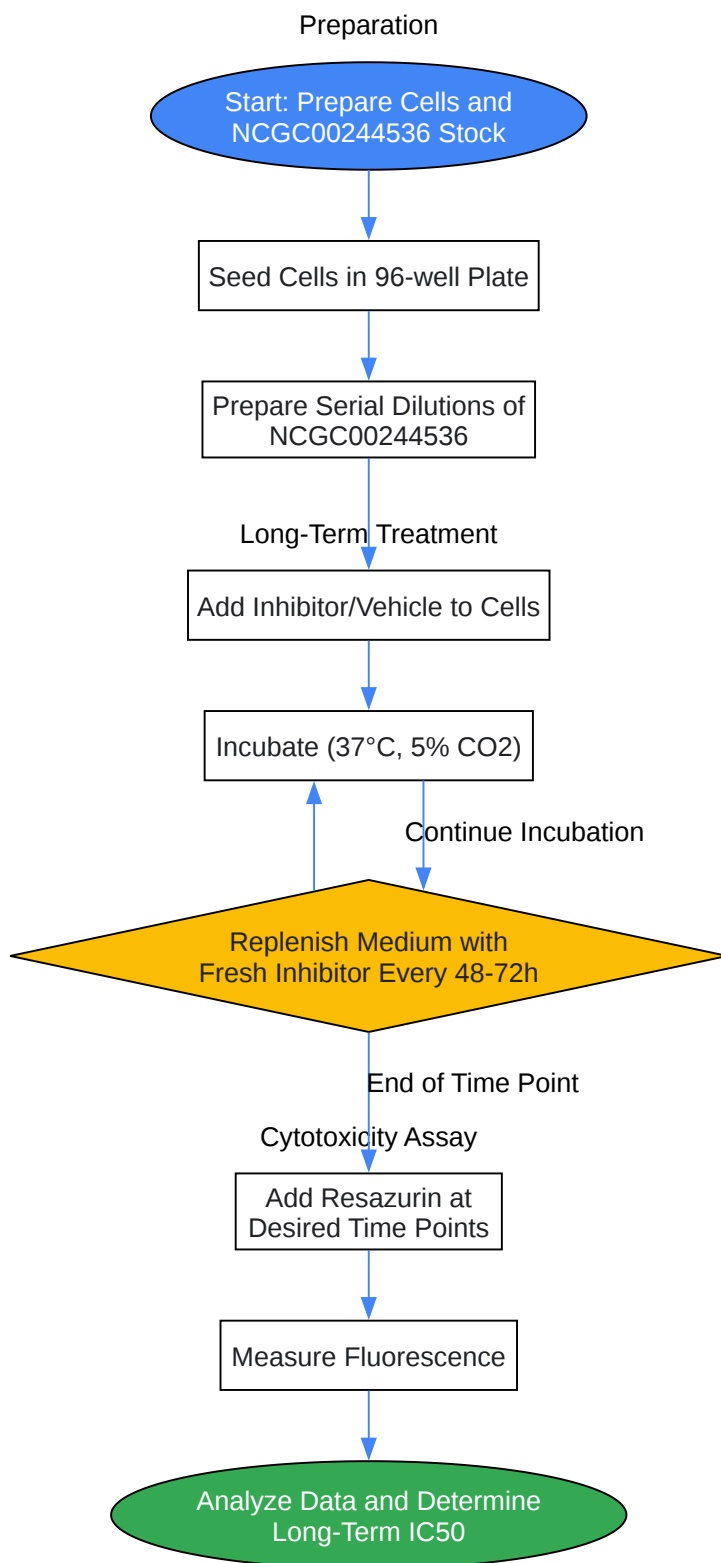 Preparation
Start: Prepare Cells and
NCGC00244536 Stock
Seed Cells in 96-well Plate
Prepare Serial Dilutions of
NCGC00244536
Long-Term Treatment
Add Inhibitor/Vehicle to Cells
Incubate (37°C, 5% CO2)
Continue Incubation
Replenish Medium with
Fresh Inhibitor Every 48-72h
End of Time Point
Cytotoxicity Assay
Add Resazurin at
Desired Time Points
Measure Fluorescence
Analyze Data and Determine
Long-Term IC50